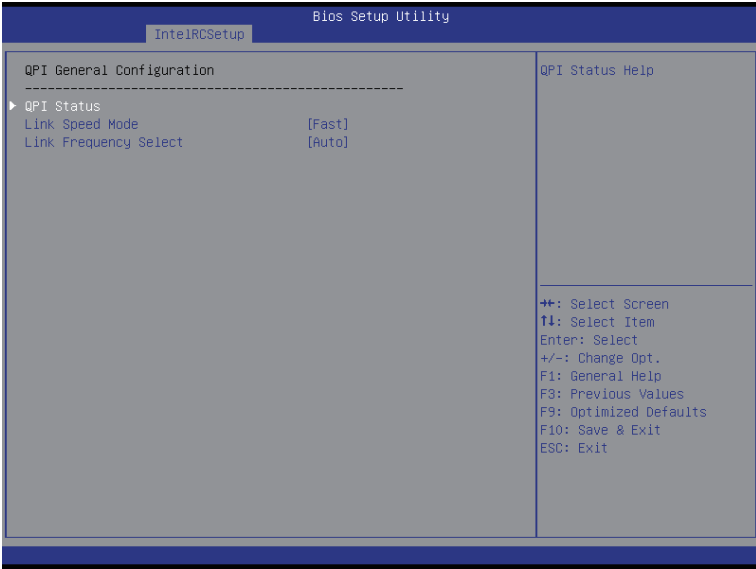 Bios Setup Utility
IntelRCSetup
QPI General Configuration
--------------------------------------------------
QPI Status
Link Speed Mode [Fast]
Link Frequency Select [Auto]
QPI Status Help
→←: Select Screen
↑↓: Select Item
Enter: Select
+/-: Change Opt.
F1: General Help
F3: Previous Values
F9: Optimized Defaults
F10: Save & Exit
ESC: Exit